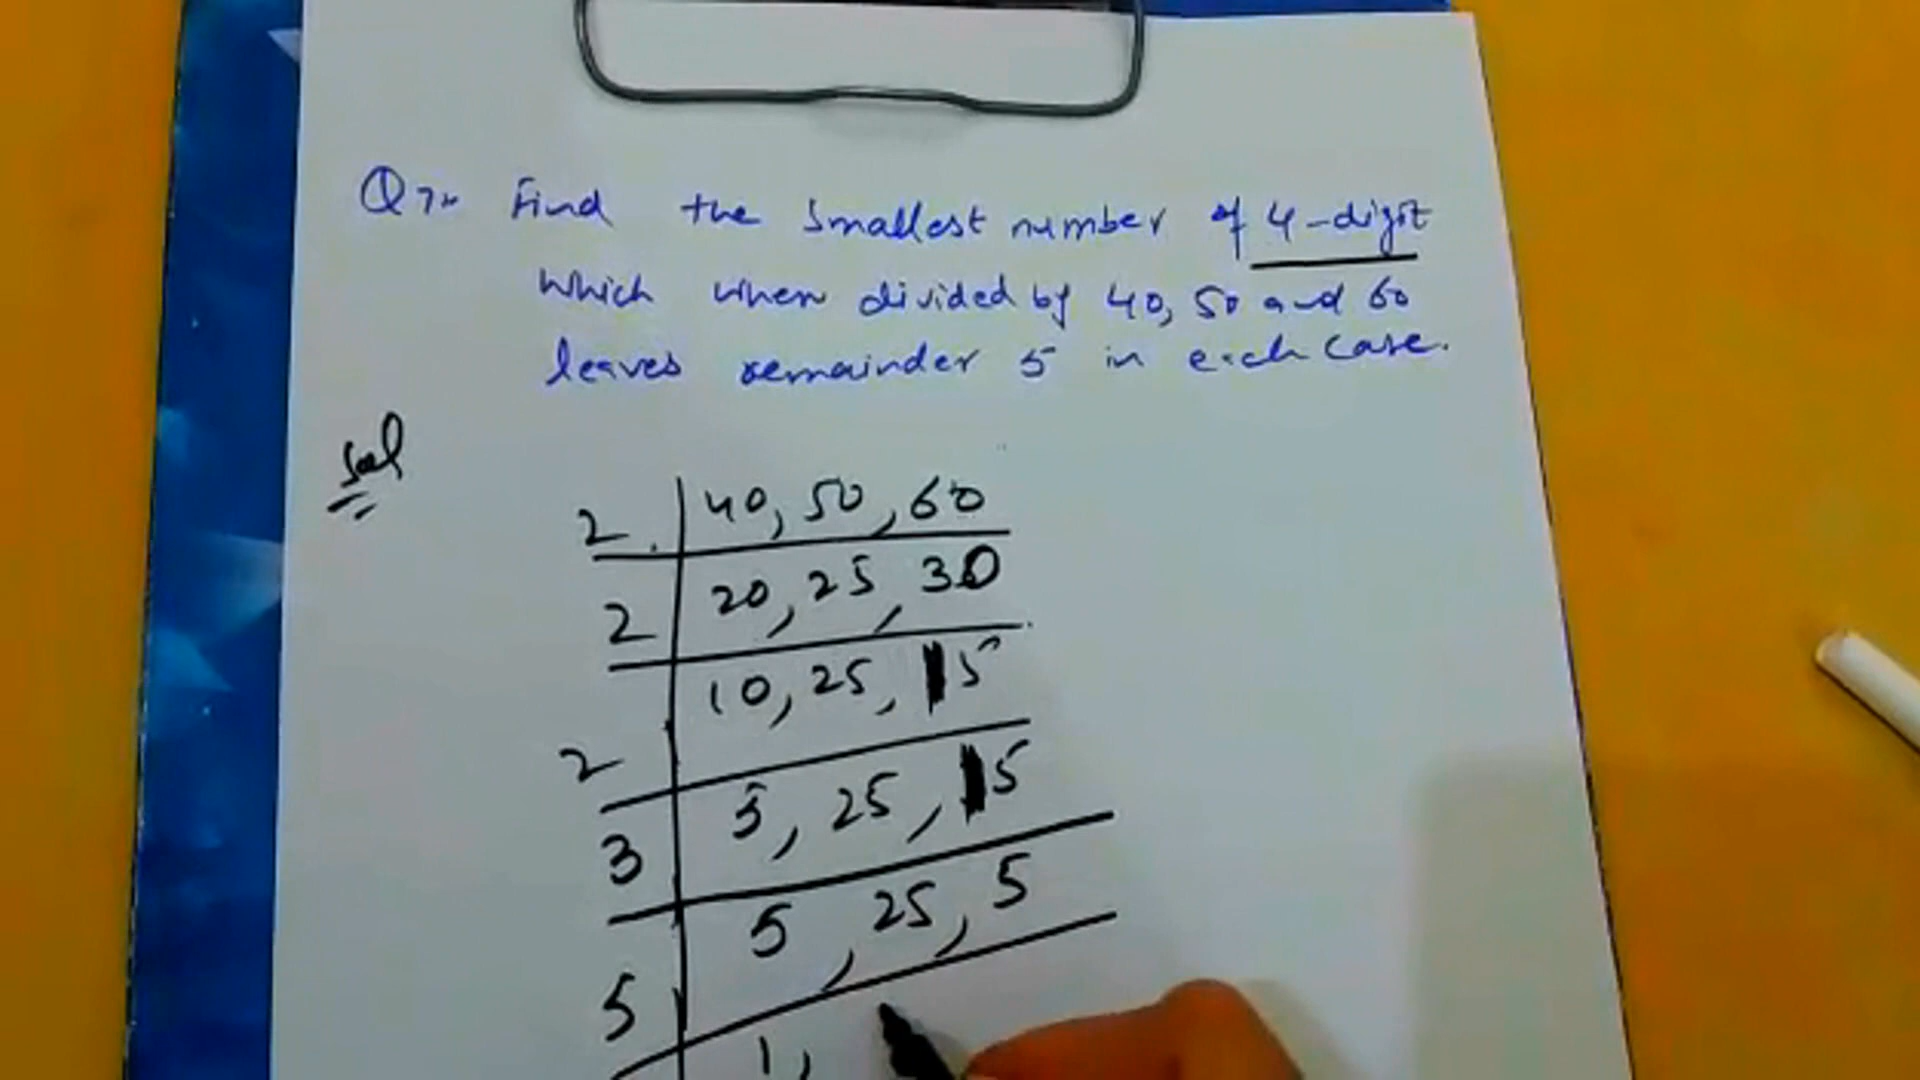 Q7:- Find the smallest number of 4-digit
which when divided by 40, 50 and 60
leaves remainder 5 in each case.
Sol
2 | 40, 50, 60
2 | 20, 25, 30
2 | 10, 25, 15
3 | 5, 25, 15
5 | 5, 25, 5
1,